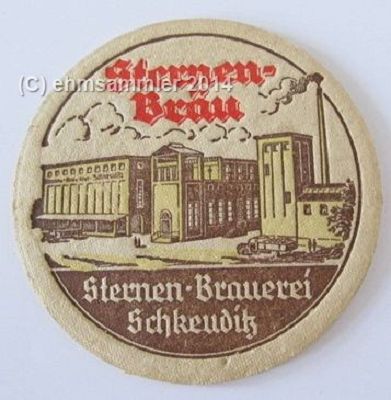 (C) ehmsammler 2014
Sternen-
Bräu
Sternen-Brauerei
Schkeuditz